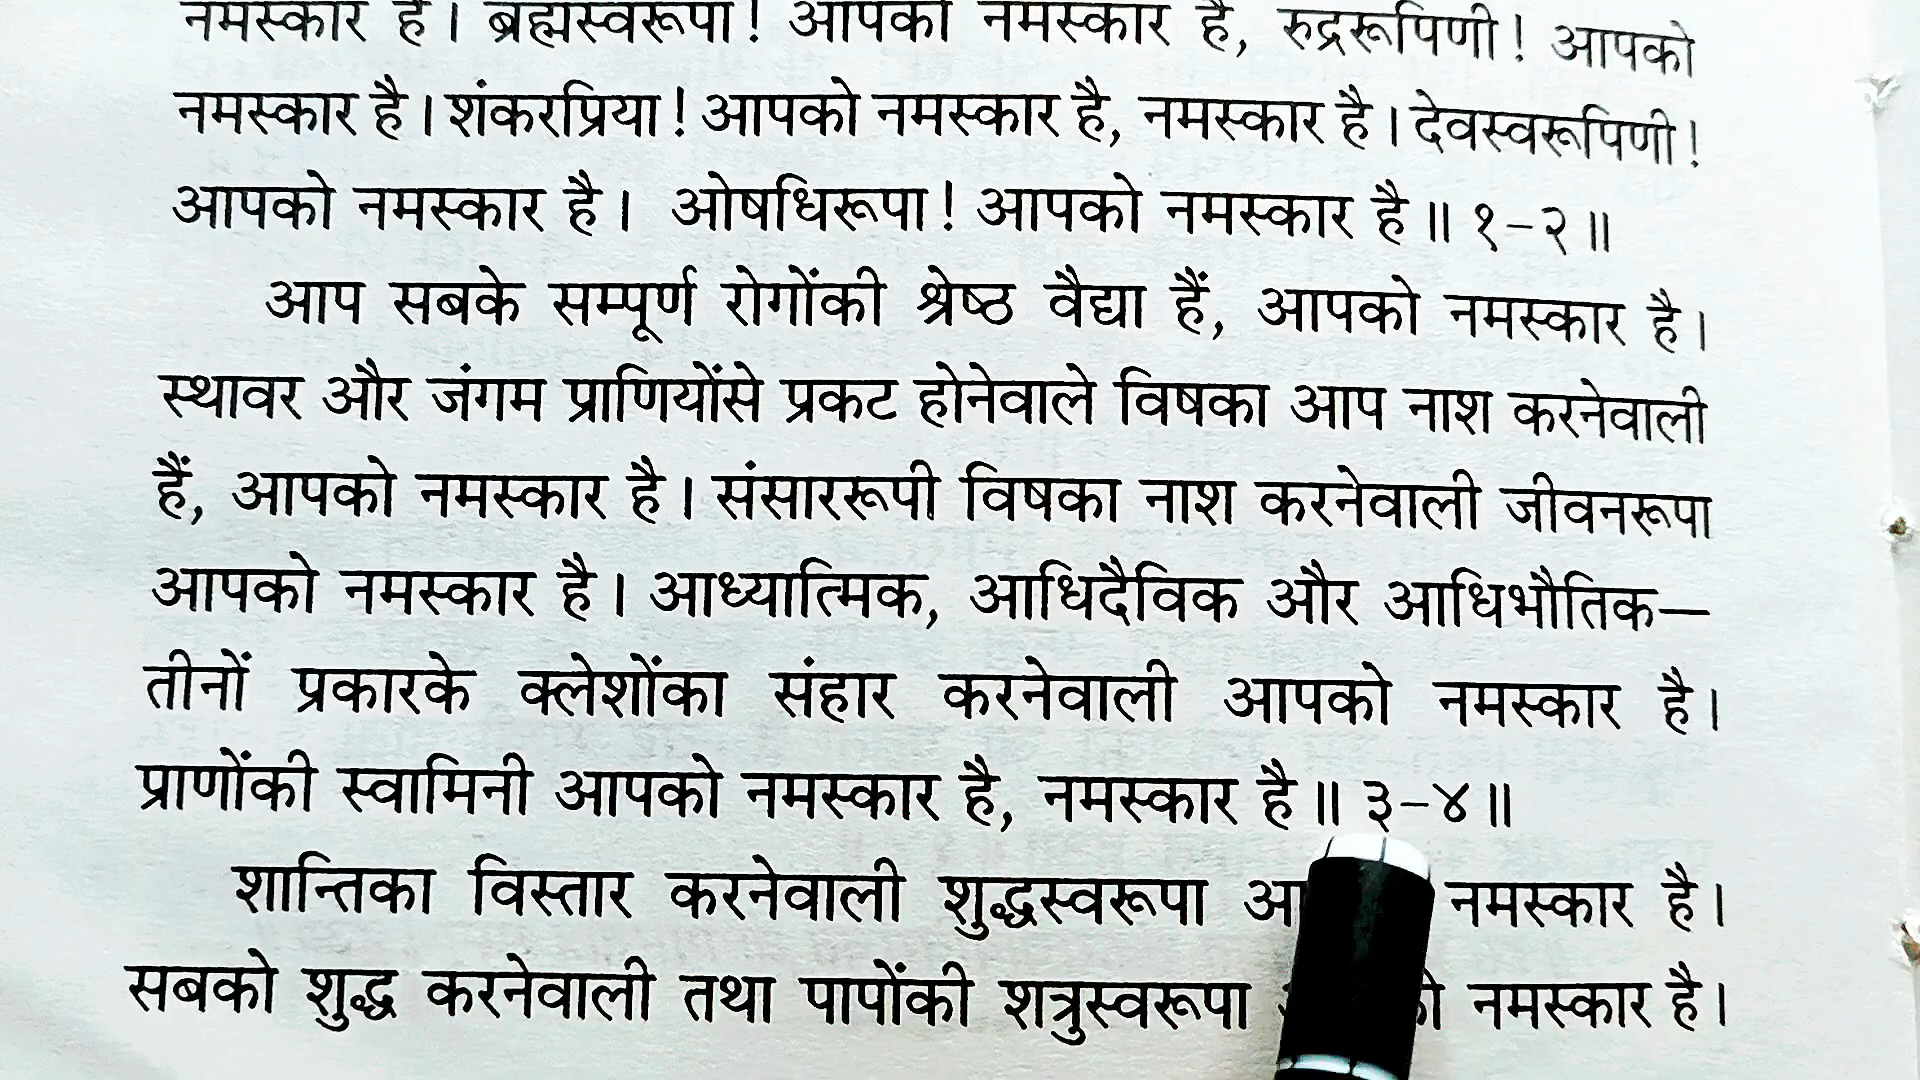 नमस्कार है। ब्रह्मस्वरूपा! आपको नमस्कार है, रुद्ररूपिणी! आपको
नमस्कार है। शंकरप्रिया! आपको नमस्कार है, नमस्कार है। देवस्वरूपिणी!
आपको नमस्कार है। ओषधिरूपा! आपको नमस्कार है॥ १-२॥
आप सबके सम्पूर्ण रोगोंकी श्रेष्ठ वैद्या हैं, आपको नमस्कार है।
स्थावर और जंगम प्राणियोंसे प्रकट होनेवाले विषका आप नाश करनेवाली
हैं, आपको नमस्कार है। संसाररूपी विषका नाश करनेवाली जीवनरूपा
आपको नमस्कार है। आध्यात्मिक, आधिदैविक और आधिभौतिक—
तीनों प्रकारके क्लेशोंका संहार करनेवाली आपको नमस्कार है।
प्राणोंकी स्वामिनी आपको नमस्कार है, नमस्कार है॥ ३-४॥
शान्तिका विस्तार करनेवाली शुद्धस्वरूपा नमस्कार है।
सबको शुद्ध करनेवाली तथा पापोंकी शत्रुस्वरूपा नमस्कार है।